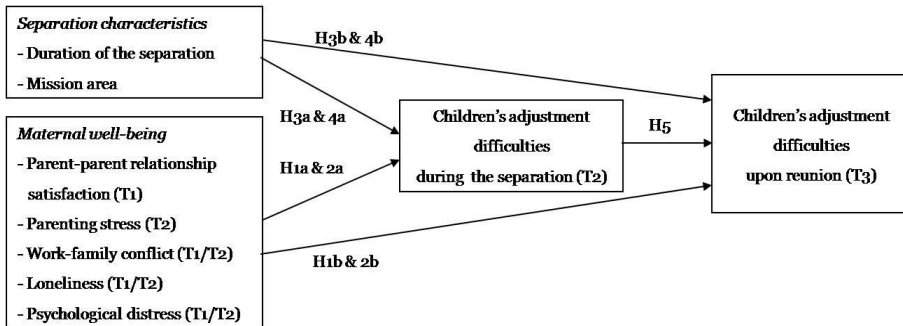 Separation characteristics
- Duration of the separation
- Mission area
Maternal well-being
- Parent-parent relationship
satisfaction (T1)
- Parenting stress (T2)
- Work-family conflict (T1/T2)
- Loneliness (T1/T2)
- Psychological distress (T1/T2)
H3b & 4b
H3a & 4a
H1a & 2a
H1b & 2b
Children's adjustment
difficulties
during the separation (T2)
H5
Children's adjustment
difficulties
upon reunion (T3)